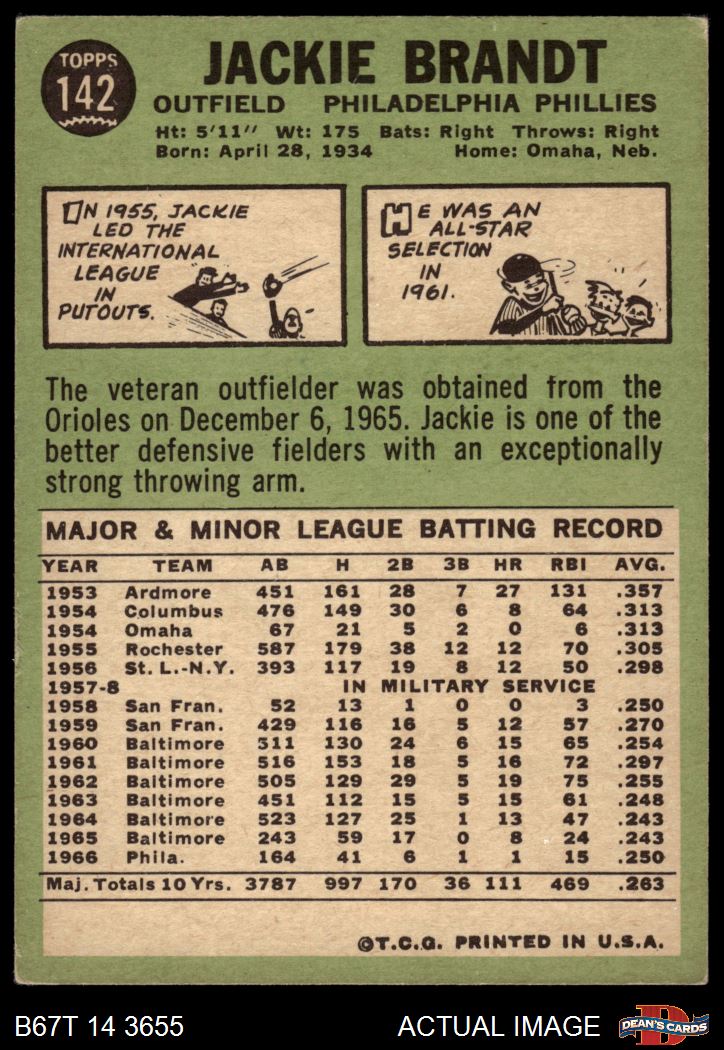 TOPPS
142
JACKIE BRANDT
OUTFIELD PHILADELPHIA PHILLIES
Ht: 5'11" Wt: 175 Bats: Right Throws: Right
Born: April 28, 1934 Home: Omaha, Neb.
IN 1955, JACKIE
LED THE
INTERNATIONAL
LEAGUE
IN
PUTOUTS.
HE WAS AN
ALL-STAR
SELECTION
IN
1961.
The veteran outfielder was obtained from the
Orioles on December 6, 1965. Jackie is one of the
better defensive fielders with an exceptionally
strong throwing arm.
MAJOR & MINOR LEAGUE BATTING RECORD
YEAR TEAM AB H 2B 3B HR RBI AVG.
1953 Ardmore 451 161 28 7 27 131 .357
1954 Columbus 476 149 30 6 8 64 .313
1954 Omaha 67 21 5 2 0 6 .313
1955 Rochester 587 179 38 12 12 70 .305
1956 St. L.-N.Y. 393 117 19 8 12 50 .298
1957-8 IN MILITARY SERVICE
1958 San Fran. 52 13 1 0 0 3 .250
1959 San Fran. 429 116 16 5 12 57 .270
1960 Baltimore 511 130 24 6 15 65 .254
1961 Baltimore 516 153 18 5 16 72 .297
1962 Baltimore 505 129 29 5 19 75 .255
1963 Baltimore 451 112 15 5 15 61 .248
1964 Baltimore 523 127 25 1 13 47 .243
1965 Baltimore 243 59 17 0 8 24 .243
1966 Phila. 164 41 6 1 1 15 .250
Maj. Totals 10 Yrs. 3787 997 170 36 111 469 .263
©T.C.G. PRINTED IN U.S.A.
B67T 14 3655 ACTUAL IMAGE
D
DEAN'S CARDS